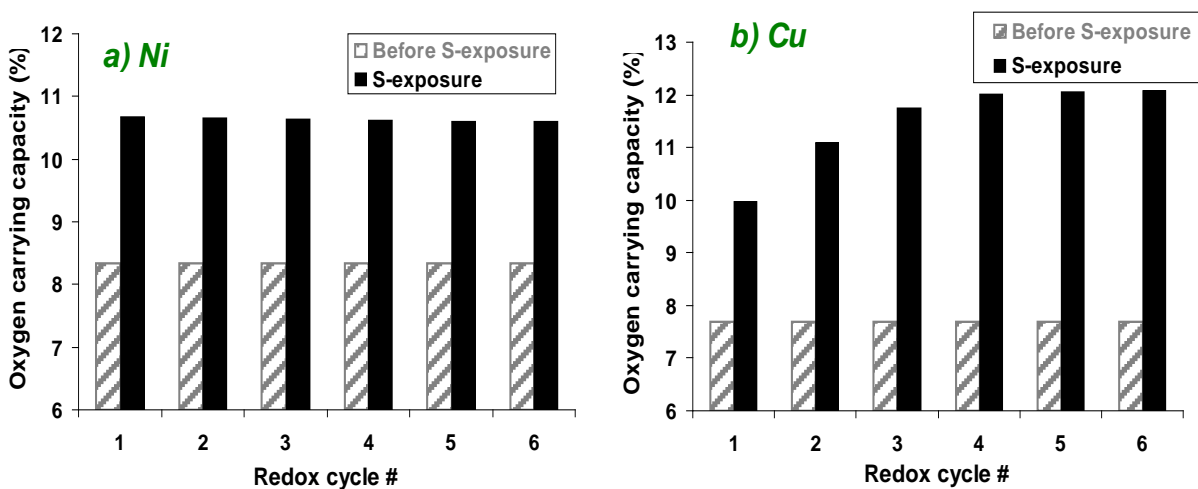 a) Ni
Before S-exposure
S-exposure
Oxygen carrying capacity (%)
12
11
10
9
8
7
6
1 2 3 4 5 6
Redox cycle #
b) Cu
Before S-exposure
S-exposure
Oxygen carrying capacity (%)
13
12
11
10
9
8
7
6
1 2 3 4 5 6
Redox cycle #